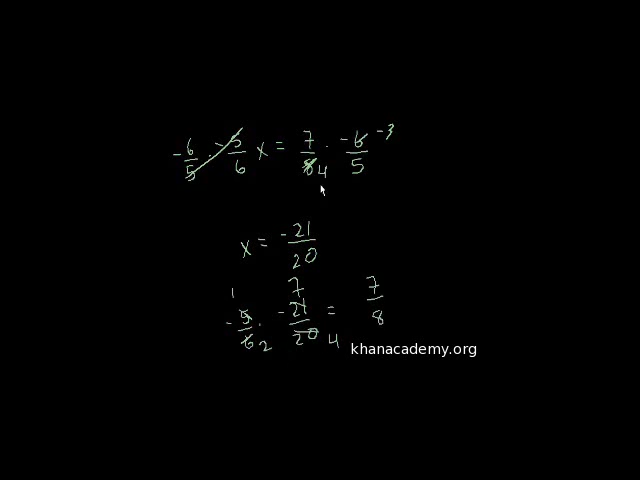 -6/5 · -5/6 x = 7/8 4 · -6/5 -3
x = -21/20
1 7
-5/6 2 · -21/20 4 = 7/8
khanacademy.org